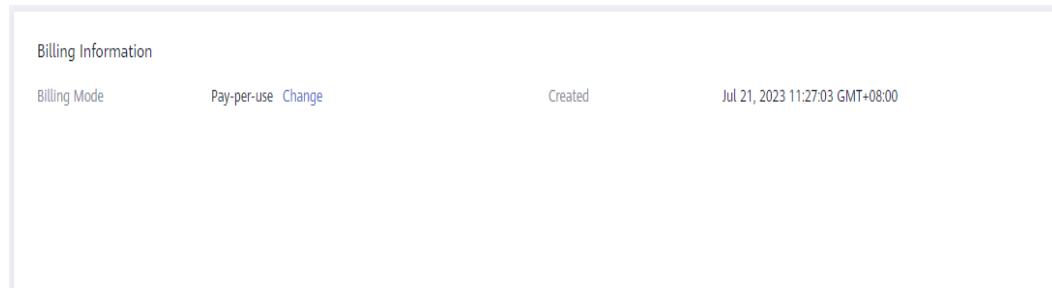 Billing Information
Billing Mode Pay-per-use Change Created Jul 21, 2023 11:27:03 GMT+08:00